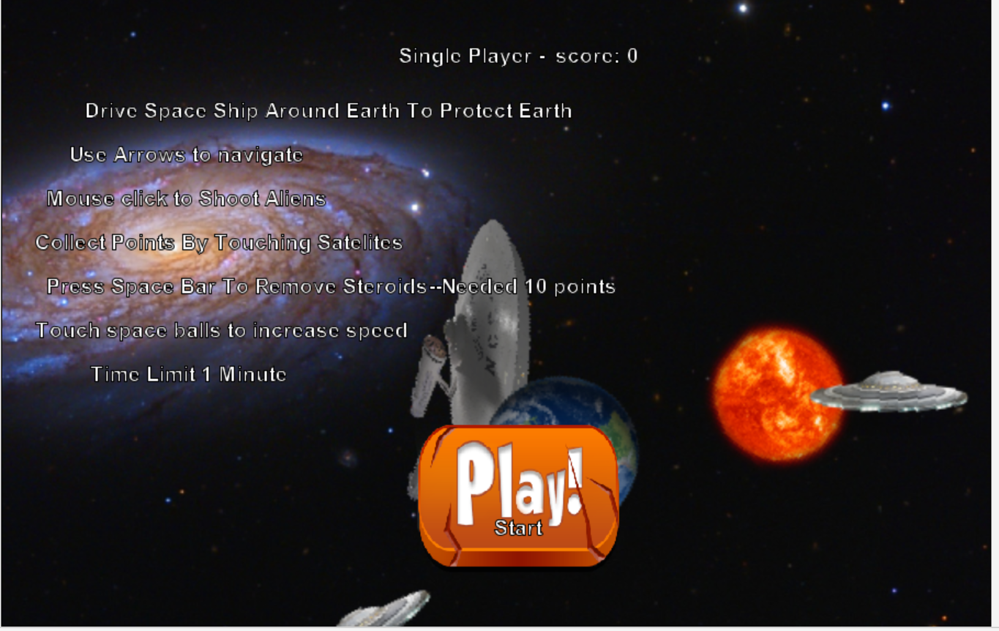 Single Player - score: 0
Drive Space Ship Around Earth To Protect Earth
Use Arrows to navigate
Mouse click to Shoot Aliens
Collect Points By Touching Satelites
Press Space Bar To Remove Steroids--Needed 10 points
Touch space balls to increase speed
Time Limit 1 Minute
Play!
Start